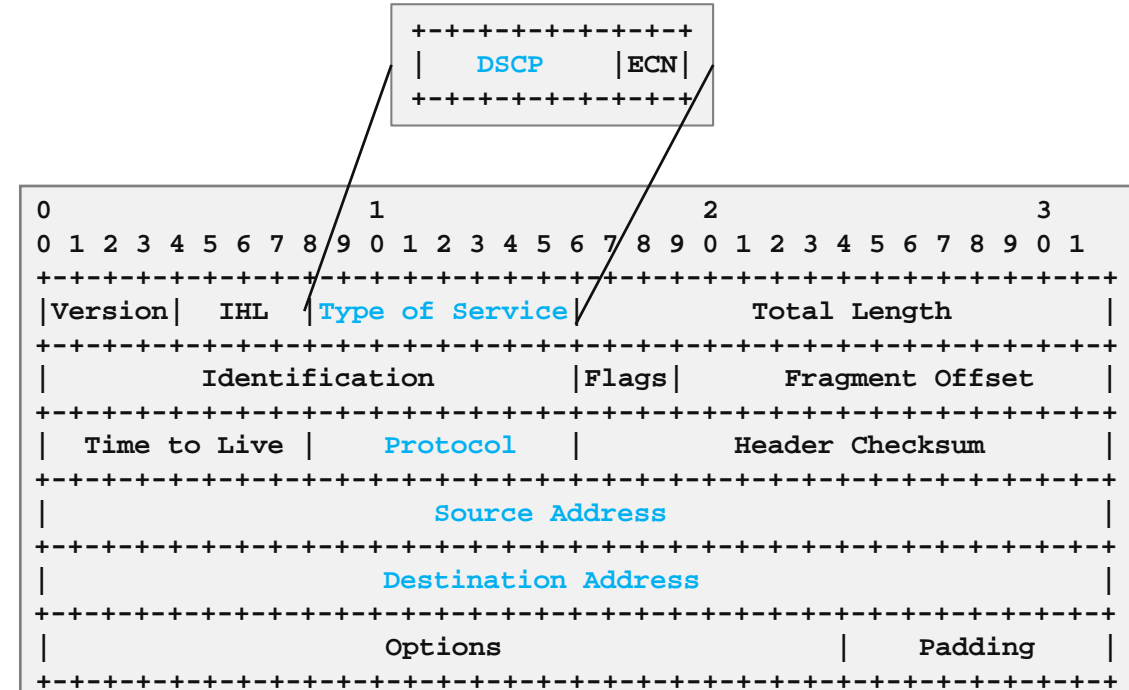 +-+-+-+-+-+-+-+-+
|   DSCP    |ECN|
+-+-+-+-+-+-+-+-+
0                   1                   2                   3
0 1 2 3 4 5 6 7 8 9 0 1 2 3 4 5 6 7 8 9 0 1 2 3 4 5 6 7 8 9 0 1
+-+-+-+-+-+-+-+-+-+-+-+-+-+-+-+-+-+-+-+-+-+-+-+-+-+-+-+-+-+-+-+-+
|Version|  IHL  |Type of Service|          Total Length         |
+-+-+-+-+-+-+-+-+-+-+-+-+-+-+-+-+-+-+-+-+-+-+-+-+-+-+-+-+-+-+-+-+
|         Identification        |Flags|      Fragment Offset    |
+-+-+-+-+-+-+-+-+-+-+-+-+-+-+-+-+-+-+-+-+-+-+-+-+-+-+-+-+-+-+-+-+
|  Time to Live |    Protocol   |         Header Checksum       |
+-+-+-+-+-+-+-+-+-+-+-+-+-+-+-+-+-+-+-+-+-+-+-+-+-+-+-+-+-+-+-+-+
|                       Source Address                          |
+-+-+-+-+-+-+-+-+-+-+-+-+-+-+-+-+-+-+-+-+-+-+-+-+-+-+-+-+-+-+-+-+
|                    Destination Address                        |
+-+-+-+-+-+-+-+-+-+-+-+-+-+-+-+-+-+-+-+-+-+-+-+-+-+-+-+-+-+-+-+-+
|                    Options                    |    Padding    |
+-+-+-+-+-+-+-+-+-+-+-+-+-+-+-+-+-+-+-+-+-+-+-+-+-+-+-+-+-+-+-+-+